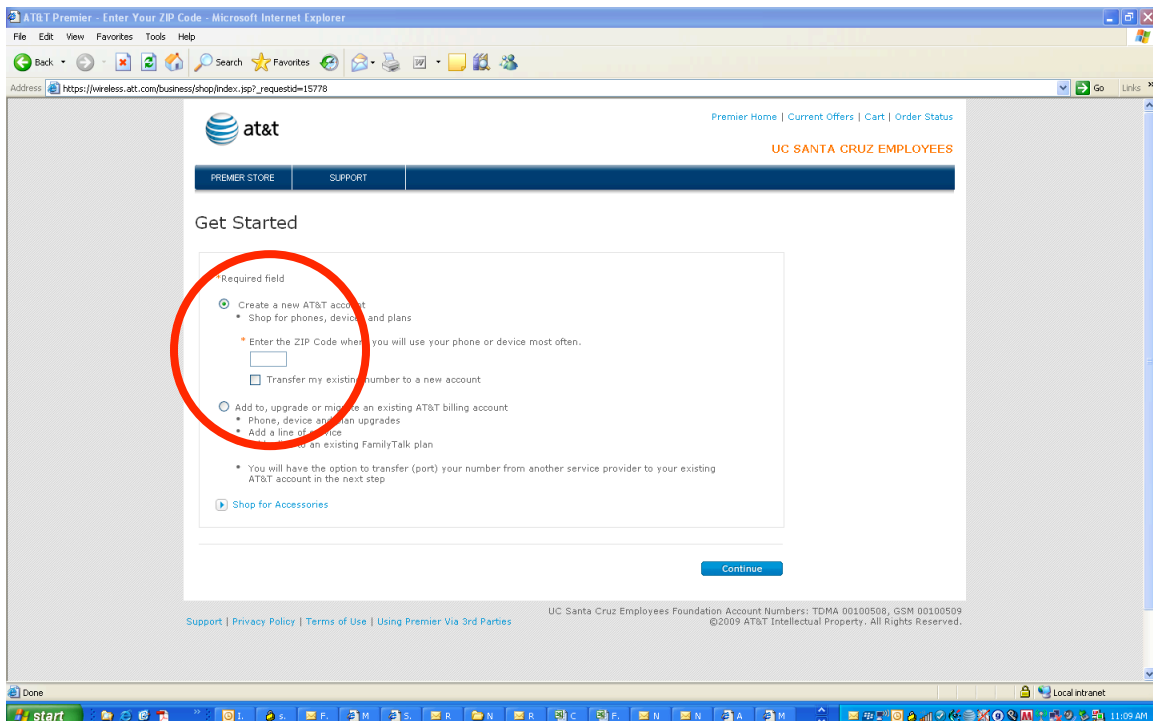 AT&T Premier - Enter Your ZIP Code - Microsoft Internet Explorer
File Edit View Favorites Tools Help
Back Search Favorites
Address https://wireless.att.com/business/shop/index.jsp?_requestid=15778 Go Links »
at&t
Premier Home | Current Offers | Cart | Order Status
UC SANTA CRUZ EMPLOYEES
PREMIER STORE SUPPORT
Get Started
*Required field
Create a new AT&T account
• Shop for phones, devices and plans
* Enter the ZIP Code where you will use your phone or device most often.
Transfer my existing number to a new account
Add to, upgrade or migrate an existing AT&T billing account
• Phone, device and plan upgrades
• Add a line of service
to an existing FamilyTalk plan
• You will have the option to transfer (port) your number from another service provider to your existing
AT&T account in the next step
Shop for Accessories
Continue
UC Santa Cruz Employees Foundation Account Numbers: TDMA 00100508, GSM 00100509
Support | Privacy Policy | Terms of Use | Using Premier Via 3rd Parties
©2009 AT&T Intellectual Property. All Rights Reserved.
Done Local intranet
start » I. s. F. M S. R N R C F. N N A M 11:09 AM